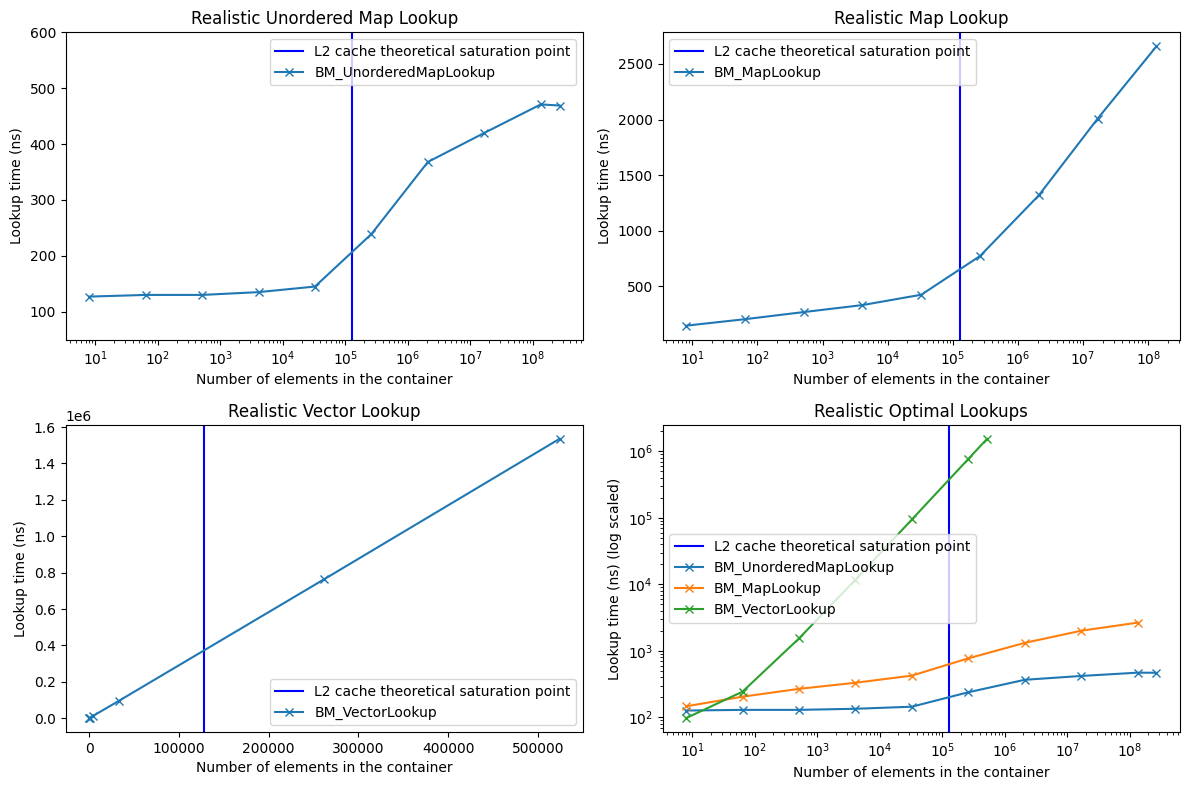 Realistic Unordered Map Lookup
600
500
400
300
200
100
Lookup time (ns)
L2 cache theoretical saturation point
BM_UnorderedMapLookup
10¹ 10² 10³ 10⁴ 10⁵ 10⁶ 10⁷ 10⁸
Number of elements in the container
Realistic Map Lookup
2500
2000
1500
1000
500
Lookup time (ns)
L2 cache theoretical saturation point
BM_MapLookup
10¹ 10² 10³ 10⁴ 10⁵ 10⁶ 10⁷ 10⁸
Number of elements in the container
Realistic Vector Lookup
1e6
1.6
1.4
1.2
1.0
0.8
0.6
0.4
0.2
0.0
Lookup time (ns)
L2 cache theoretical saturation point
BM_VectorLookup
0 100000 200000 300000 400000 500000
Number of elements in the container
Realistic Optimal Lookups
10⁶
10⁵
10⁴
10³
10²
Lookup time (ns) (log scaled)
L2 cache theoretical saturation point
BM_UnorderedMapLookup
BM_MapLookup
BM_VectorLookup
10¹ 10² 10³ 10⁴ 10⁵ 10⁶ 10⁷ 10⁸
Number of elements in the container